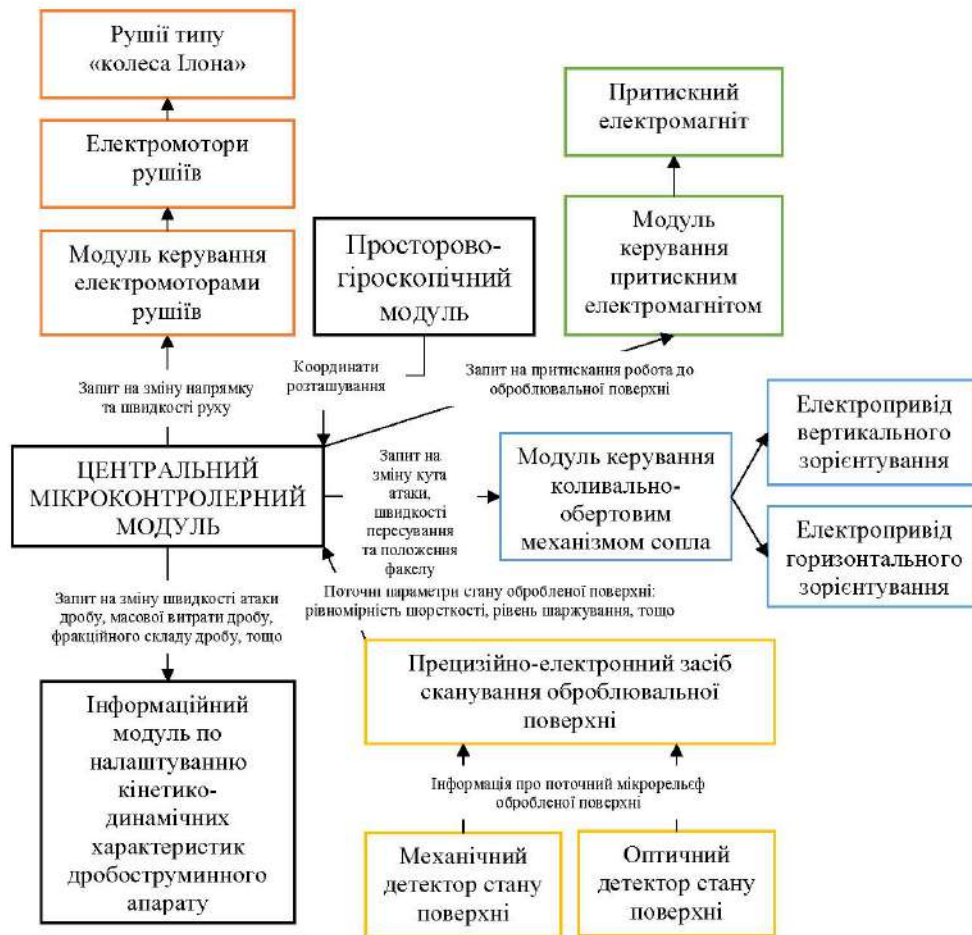 Рушії типу
«колеса Ілона»
Електромотори
рушіїв
Модуль керування
електромоторами
рушіїв
Просторово-
гіроскопічний
модуль
Притискний
електромагніт
Модуль
керування
притискним
електромагнітом
Запит на зміну напрямку
та швидкості руху
Координати
розташування
Запит на притискання робота до
оброблювальної поверхні
ЦЕНТРАЛЬНИЙ
МІКРОКОНТРОЛЕРНИЙ
МОДУЛЬ
Запит на
зміну кута
атаки,
швидкості
пересування
та положення
факелу
Модуль керування
коливально-
обертовим
механізмом сопла
Електропривід
вертикального
зорієнтування
Електропривід
горизонтального
зорієнтування
Запит на зміну швидкості атаки
дробу, масової витрати дробу,
фракційного складу дробу, тощо
Поточні параметри стану обробленої поверхні:
рівномірність шорсткості, рівень шаржування, тощо
Прецизійно-електронний засіб
сканування оброблювальної
поверхні
Інформаційний
модуль по
налаштуванню
кінетико-
динамічних
характеристик
дробоструминного
апарату
Інформація про поточний мікрорельєф
обробленої поверхні
Механічний
детектор стану
поверхні
Оптичний
детектор стану
поверхні